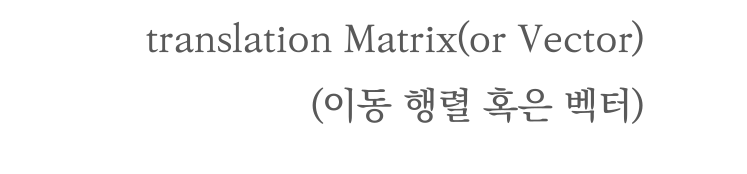 translation Matrix(or Vector)
(이동 행렬 혹은 벡터)